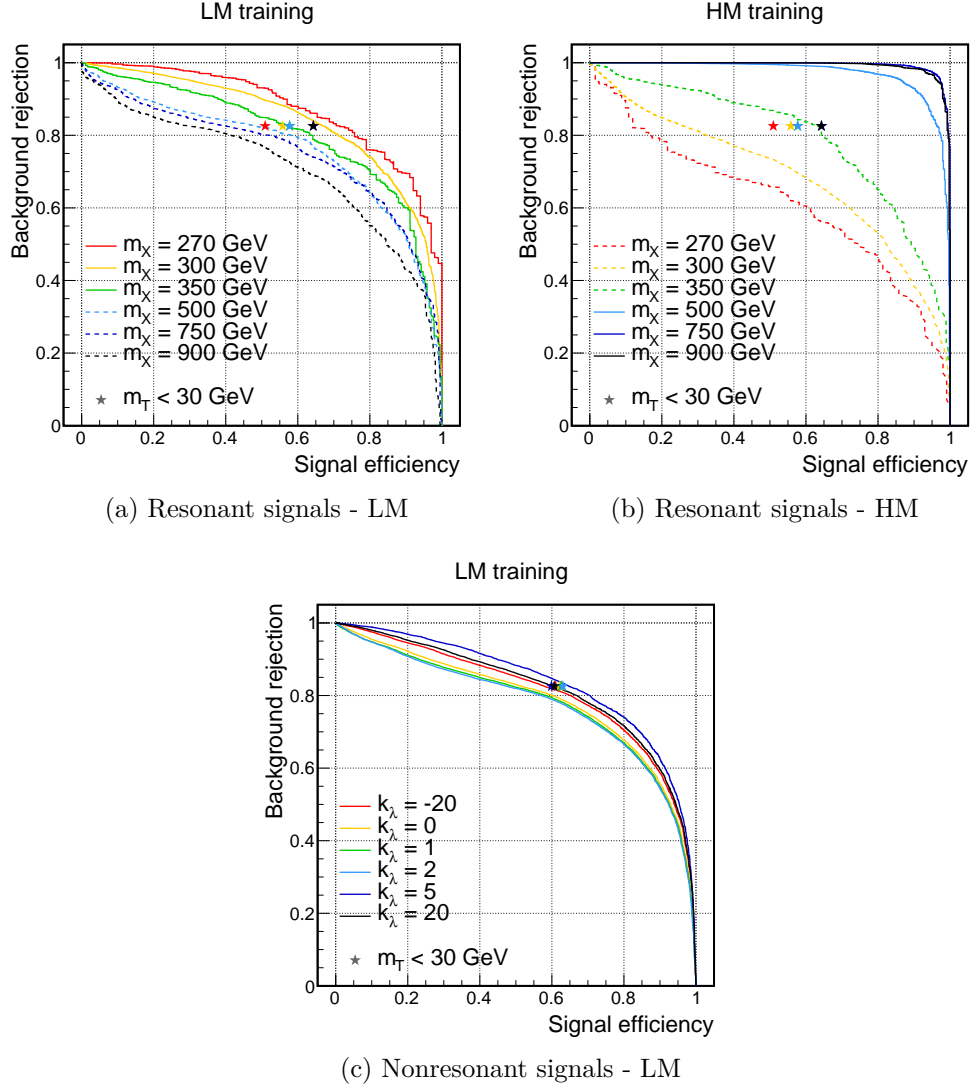 LM training
Background rejection
1
0.8
0.6
0.4
0.2
0
m_X = 270 GeV
m_X = 300 GeV
m_X = 350 GeV
m_X = 500 GeV
m_X = 750 GeV
m_X = 900 GeV
★ m_T < 30 GeV
0 0.2 0.4 0.6 0.8 1
Signal efficiency
(a) Resonant signals - LM
HM training
Background rejection
1
0.8
0.6
0.4
0.2
0
m_X = 270 GeV
m_X = 300 GeV
m_X = 350 GeV
m_X = 500 GeV
m_X = 750 GeV
m_X = 900 GeV
★ m_T < 30 GeV
0 0.2 0.4 0.6 0.8 1
Signal efficiency
(b) Resonant signals - HM
LM training
Background rejection
1
0.8
0.6
0.4
0.2
0
k_λ = -20
k_λ = 0
k_λ = 1
k_λ = 2
k_λ = 5
k_λ = 20
★ m_T < 30 GeV
0 0.2 0.4 0.6 0.8 1
Signal efficiency
(c) Nonresonant signals - LM